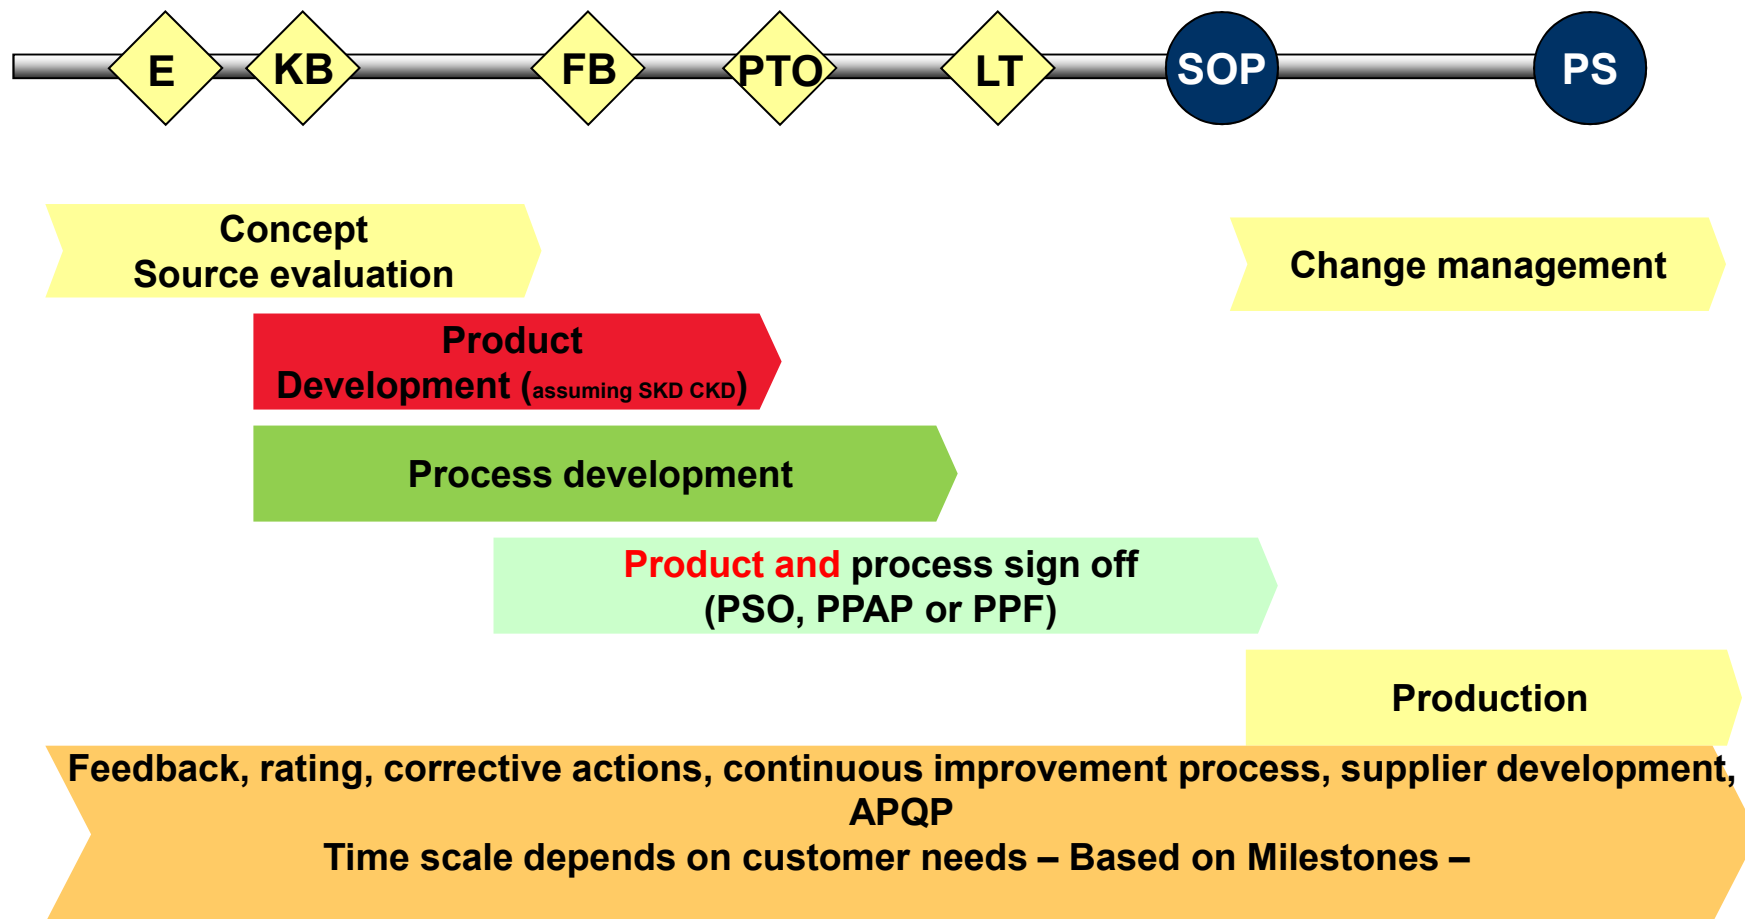 E KB FB PTO LT SOP PS
Concept
Source evaluation
Change management
Product
Development (assuming SKD CKD)
Process development
Product and process sign off
(PSO, PPAP or PPF)
Production
Feedback, rating, corrective actions, continuous improvement process, supplier development,
APQP
Time scale depends on customer needs – Based on Milestones –